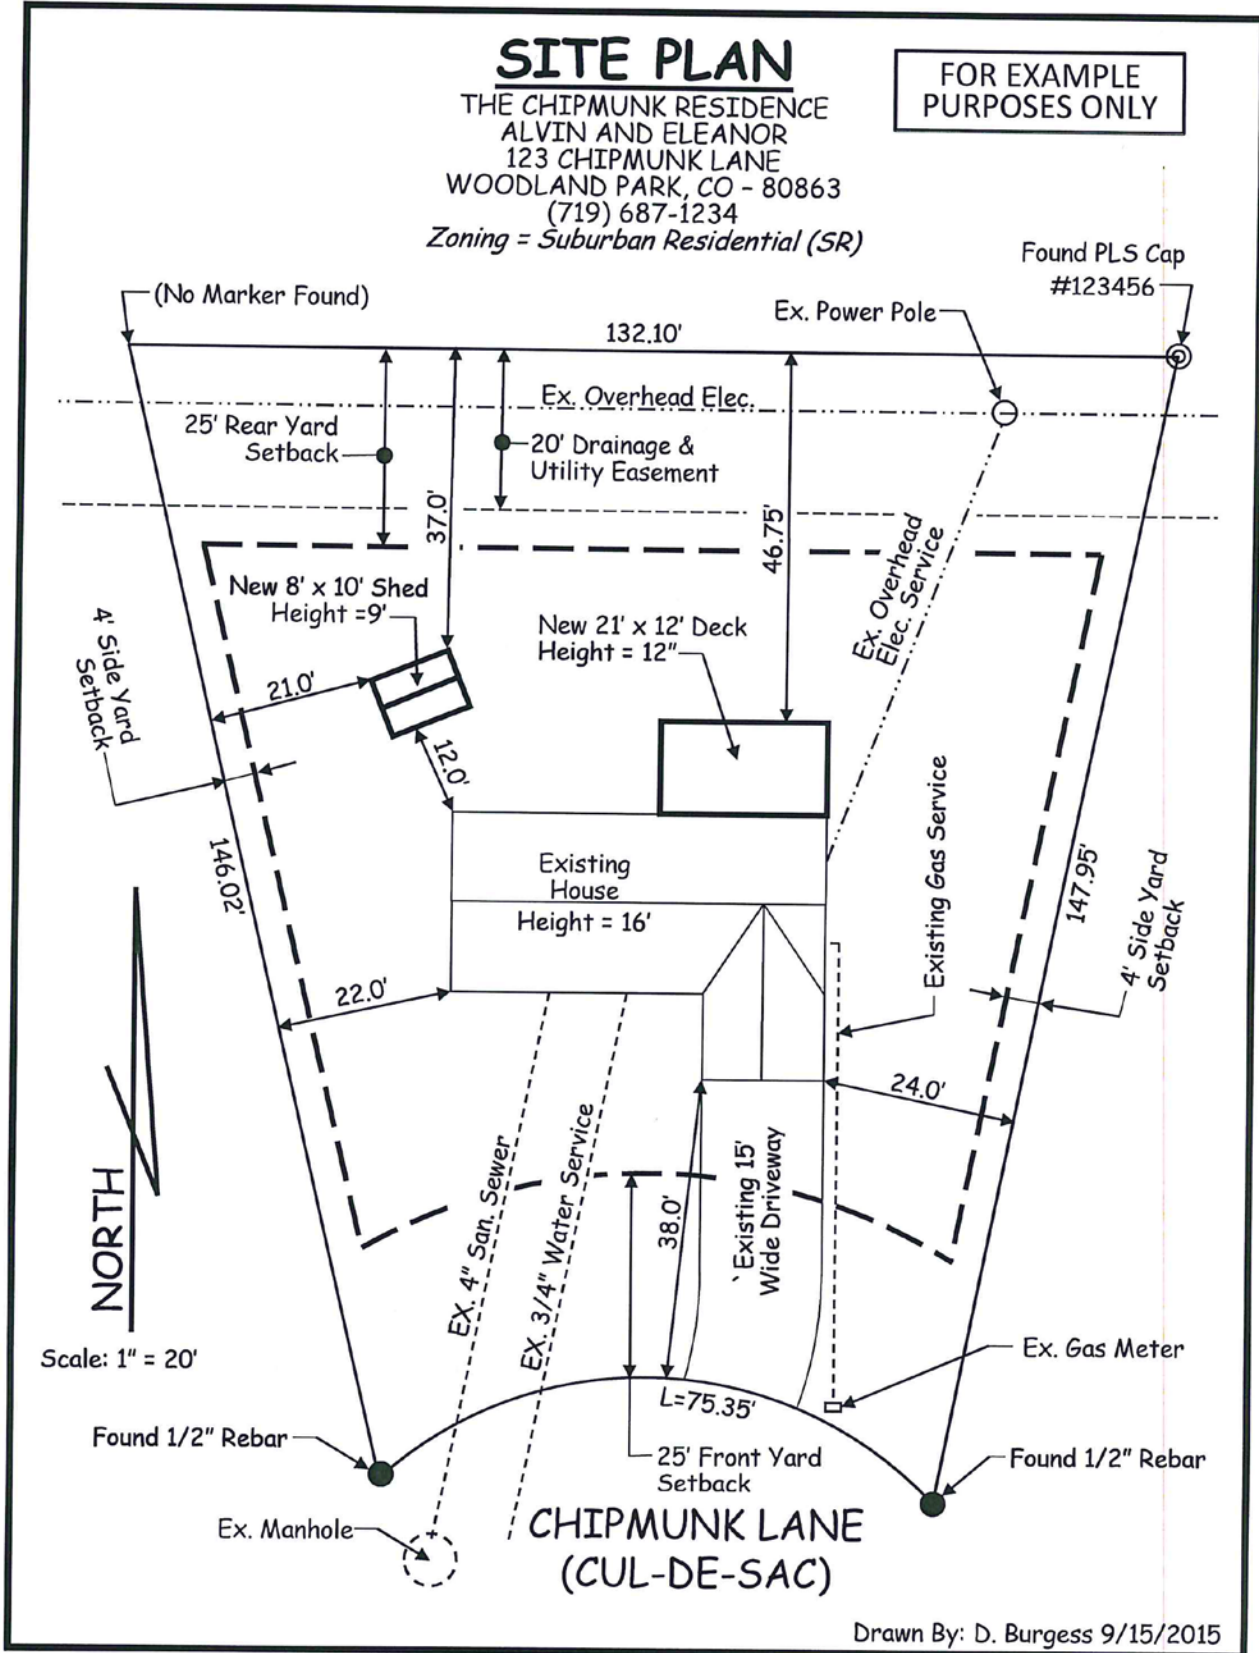 SITE PLAN
FOR EXAMPLE
PURPOSES ONLY
THE CHIPMUNK RESIDENCE
ALVIN AND ELEANOR
123 CHIPMUNK LANE
WOODLAND PARK, CO - 80863
(719) 687-1234
Zoning = Suburban Residential (SR)
Found PLS Cap
#123456
(No Marker Found)
Ex. Power Pole
132.10'
Ex. Overhead Elec.
25' Rear Yard
Setback
20' Drainage &
Utility Easement
37.0'
46.75'
Ex. Overhead
Elec. Service
New 8' x 10' Shed
Height =9'
New 21' x 12' Deck
Height = 12"
4' Side Yard
Setback
21.0'
12.0'
Existing Gas Service
146.02'
147.95'
Existing
House
Height = 16'
4' Side Yard
Setback
22.0'
24.0'
NORTH
Scale: 1" = 20'
EX. 4" San. Sewer
EX. 3/4" Water Service
38.0'
` Existing 15'
Wide Driveway
Ex. Gas Meter
L=75.35'
Found 1/2" Rebar
25' Front Yard
Setback
Found 1/2" Rebar
Ex. Manhole
CHIPMUNK LANE
(CUL-DE-SAC)
Drawn By: D. Burgess 9/15/2015